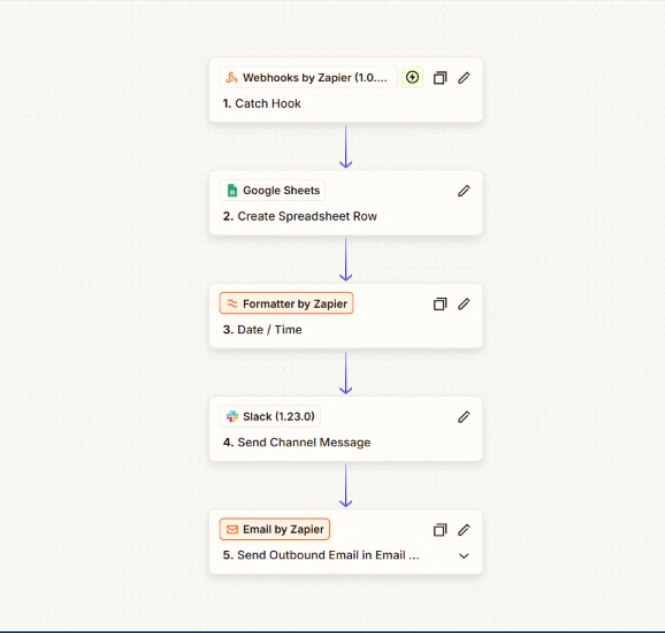 Webhooks by Zapier (1.0....
1. Catch Hook
Google Sheets
2. Create Spreadsheet Row
Formatter by Zapier
3. Date / Time
Slack (1.23.0)
4. Send Channel Message
Email by Zapier
5. Send Outbound Email in Email ...